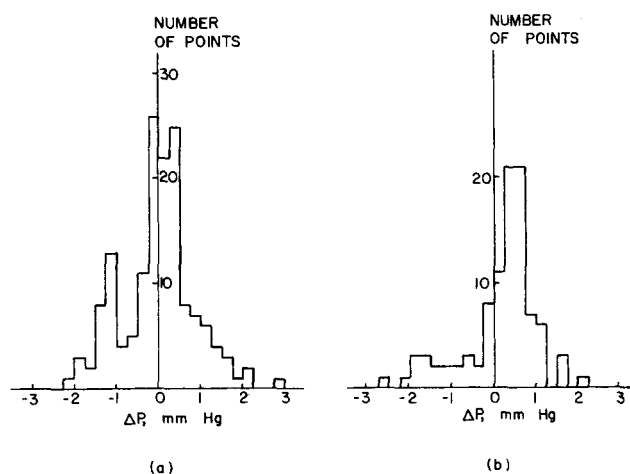 NUMBER
OF POINTS
30
20
10
-3 -2 -1 0 1 2 3
ΔP, mm Hg
(a)
NUMBER
OF POINTS
20
10
-3 -2 -1 0 1 2 3
ΔP, mm Hg
(b)